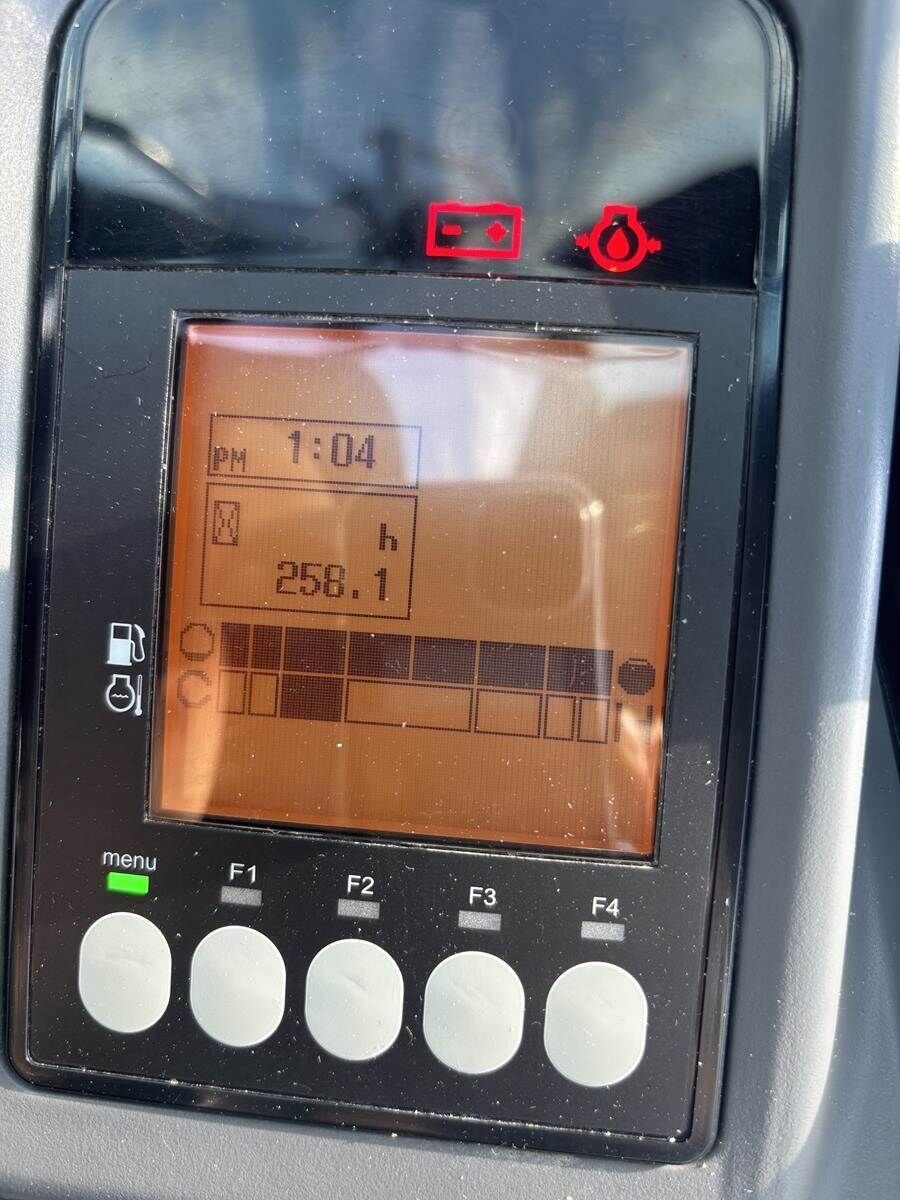 - +
PM 1:04
h
258.1
C H
menu F1 F2 F3 F4